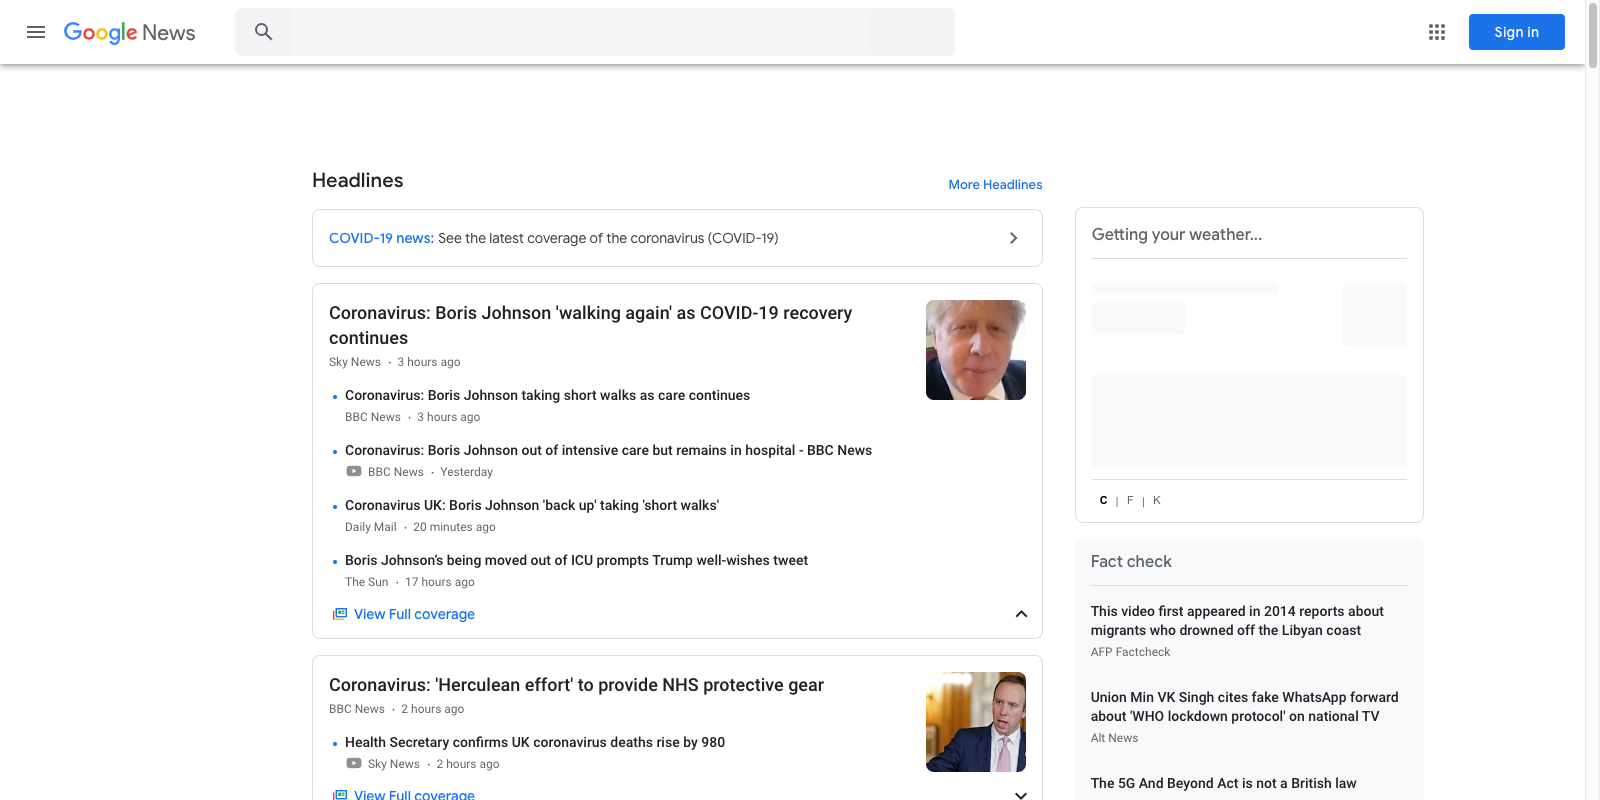 Google News
Sign in
Headlines
More Headlines
COVID-19 news: See the latest coverage of the coronavirus (COVID-19)
Coronavirus: Boris Johnson 'walking again' as COVID-19 recovery
continues
Sky News · 3 hours ago
Coronavirus: Boris Johnson taking short walks as care continues
BBC News · 3 hours ago
Coronavirus: Boris Johnson out of intensive care but remains in hospital - BBC News
BBC News · Yesterday
Coronavirus UK: Boris Johnson 'back up' taking 'short walks'
Daily Mail · 20 minutes ago
Boris Johnson's being moved out of ICU prompts Trump well-wishes tweet
The Sun · 17 hours ago
View Full coverage
Coronavirus: 'Herculean effort' to provide NHS protective gear
BBC News · 2 hours ago
Health Secretary confirms UK coronavirus deaths rise by 980
Sky News · 2 hours ago
View Full coverage
Getting your weather...
C | F | K
Fact check
This video first appeared in 2014 reports about
migrants who drowned off the Libyan coast
AFP Factcheck
Union Min VK Singh cites fake WhatsApp forward
about 'WHO lockdown protocol' on national TV
Alt News
The 5G And Beyond Act is not a British law